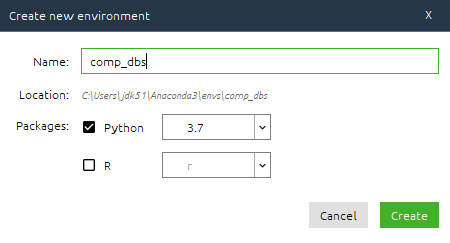 Create new environment X
Name: comp_dbs
Location: C:\Users\jdk51\Anaconda3\envs\comp_dbs
Packages: Python 3.7
R r
Cancel Create